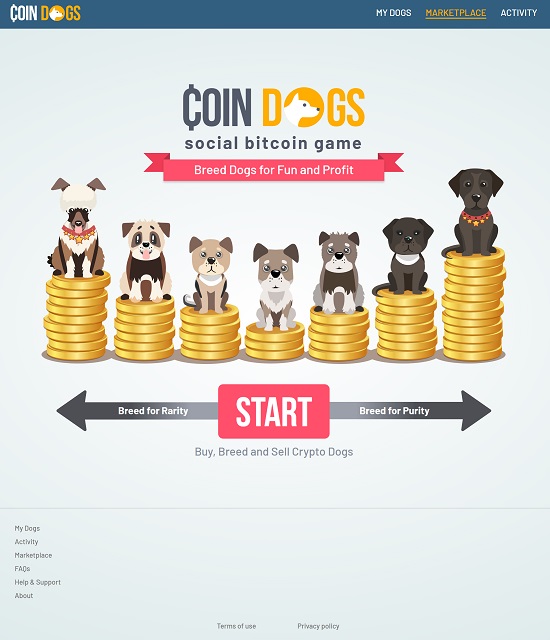 ₵OIN DOGS
MY DOGS MARKETPLACE ACTIVITY
₵OIN DOGS
social bitcoin game
Breed Dogs for Fun and Profit
Breed for Rarity
START
Breed for Purity
Buy, Breed and Sell Crypto Dogs
My Dogs
Activity
Marketplace
FAQs
Help & Support
About
Terms of use
Privacy policy